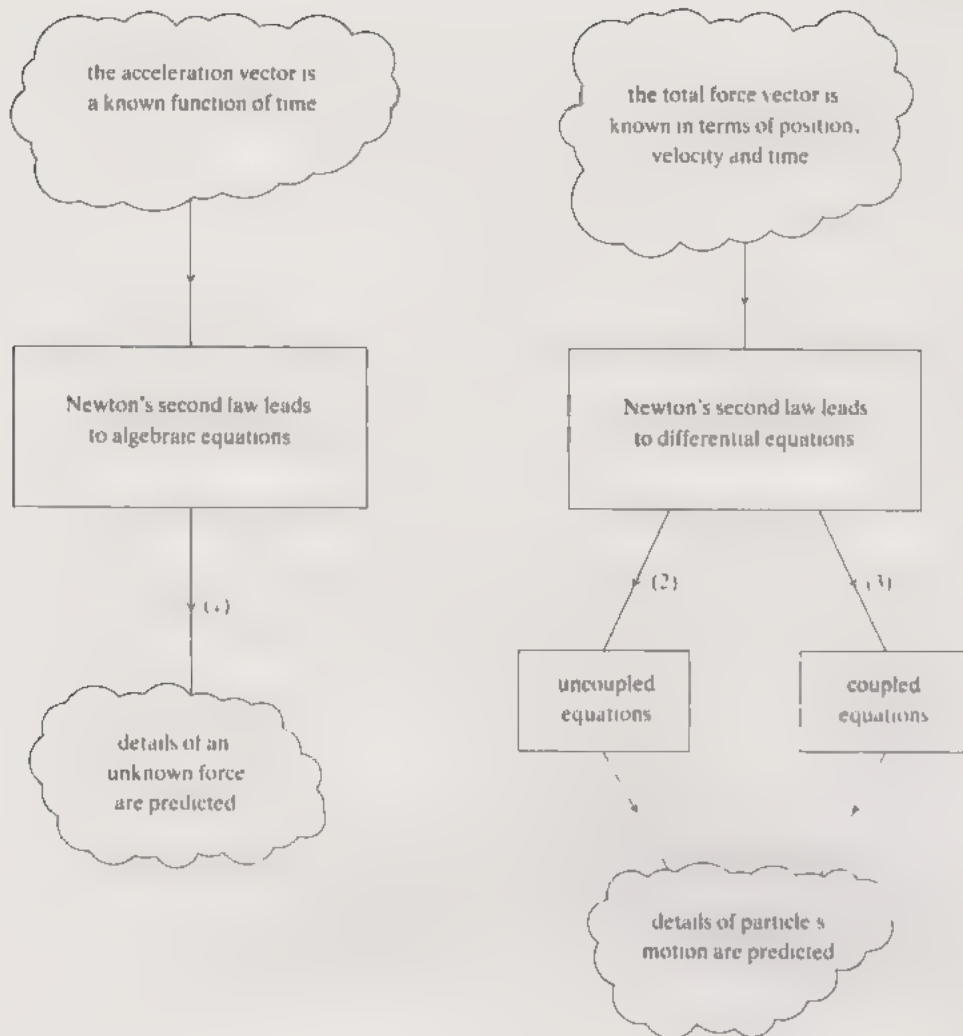 the acceleration vector is
a known function of time
Newton's second law leads
to algebraic equations
details of an
unknown force
are predicted
the total force vector is
known in terms of position,
velocity and time
Newton's second law leads
to differential equations
(2)
(3)
uncoupled
equations
coupled
equations
details of particle s
motion are predicted